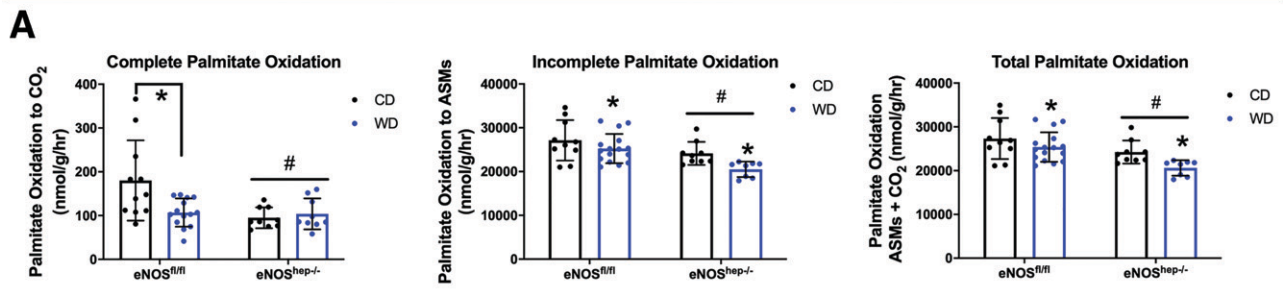 A
Complete Palmitate Oxidation
Palmitate Oxidation to CO2
(nmol/g/hr)
400
300
200
100
0
*
#
CD
WD
eNOSfl/fl
eNOShep-/-
Incomplete Palmitate Oxidation
Palmitate Oxidation to ASMs
(nmol/g/hr)
40000
30000
20000
10000
0
*
#
*
CD
WD
eNOSfl/fl
eNOShep-/-
Total Palmitate Oxidation
Palmitate Oxidation
ASMs + CO2 (nmol/g/hr)
40000
30000
20000
10000
0
*
#
*
CD
WD
eNOSfl/fl
eNOShep-/-